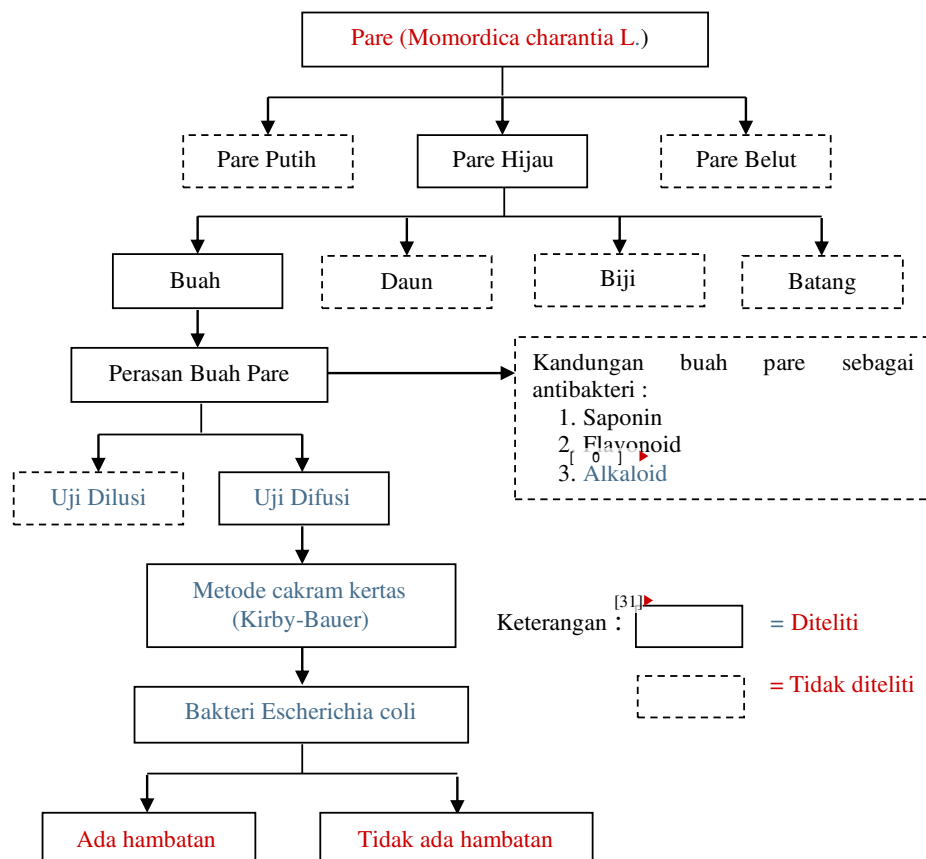 Pare (Momordica charantia L.)
Pare Putih
Pare Hijau
Pare Belut
Buah
Daun
Biji
Batang
Perasan Buah Pare
Kandungan buah pare sebagai
antibakteri :
1. Saponin
2. Flavonoid
[ 0 ]
3. Alkaloid
Uji Dilusi
Uji Difusi
Metode cakram kertas
(Kirby-Bauer)
[31]
Keterangan :
= Diteliti
= Tidak diteliti
Bakteri Escherichia coli
Ada hambatan
Tidak ada hambatan